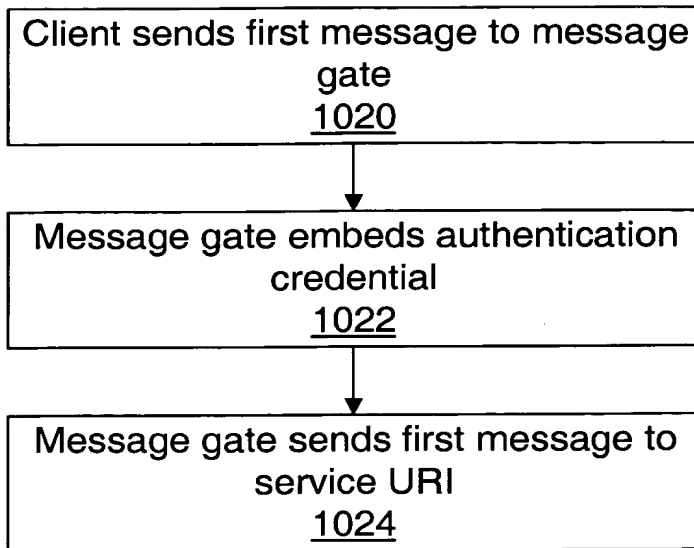 Client sends first message to message
gate
1020
Message gate embeds authentication
credential
1022
Message gate sends first message to
service URI
1024